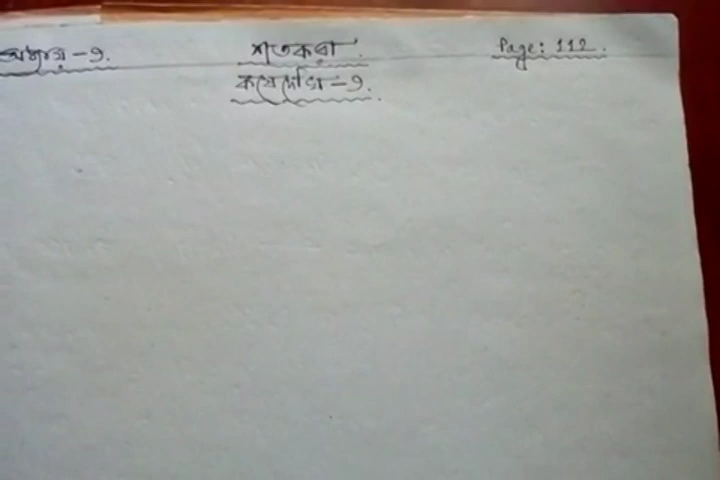 অধ্যায় - ৭. শতকরা. Page: 112.
কষে দেখি - ৭.